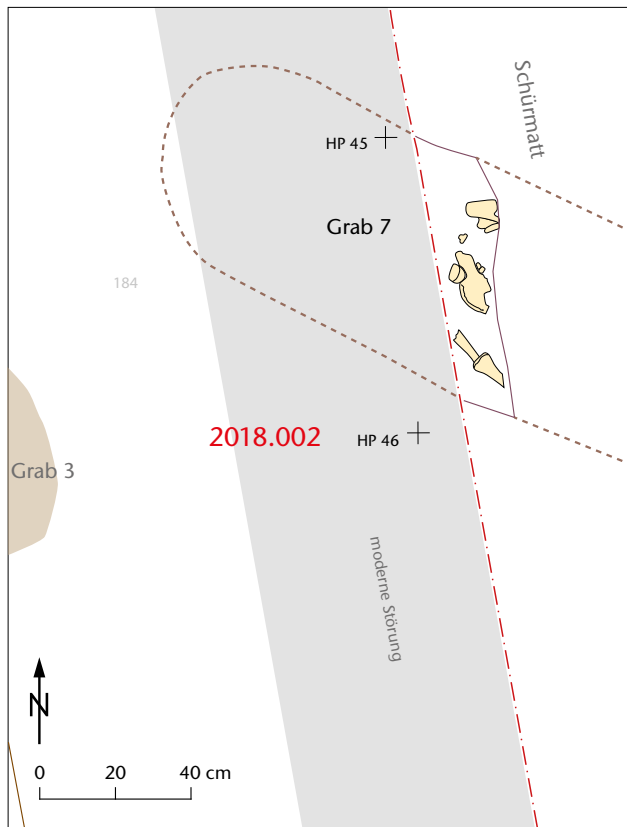 Schürmatt
HP 45
Grab 7
184
2018.002
HP 46
Grab 3
moderne Störung
N
0 20 40 cm